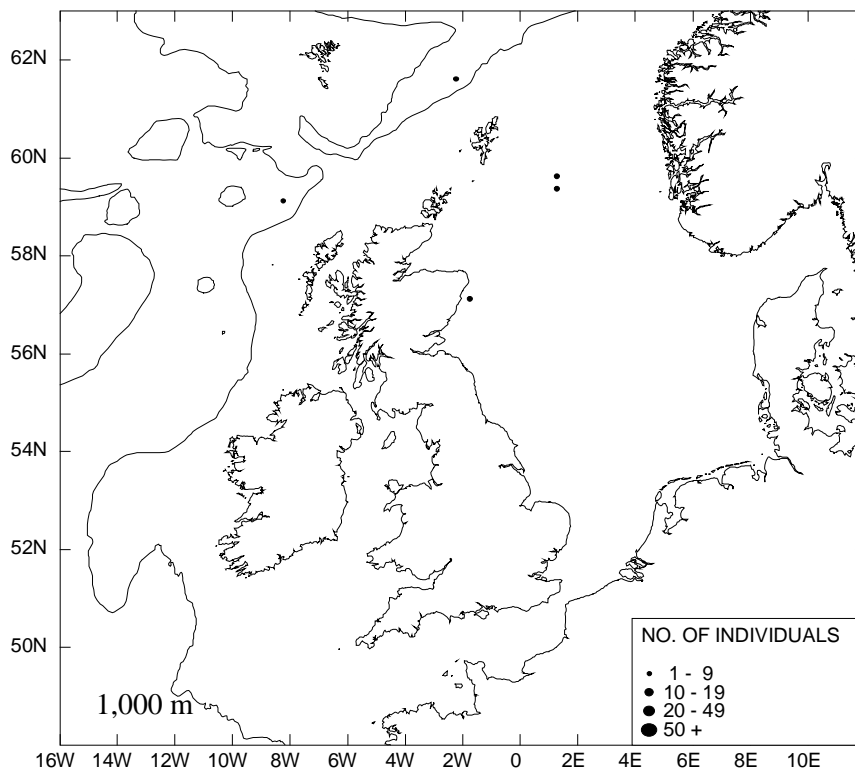 62N
60N
58N
56N
54N
52N
50N
NO. OF INDIVIDUALS
1 - 9
10 - 19
20 - 49
50 +
1,000 m
16W 14W 12W 10W 8W 6W 4W 2W 0 2E 4E 6E 8E 10E